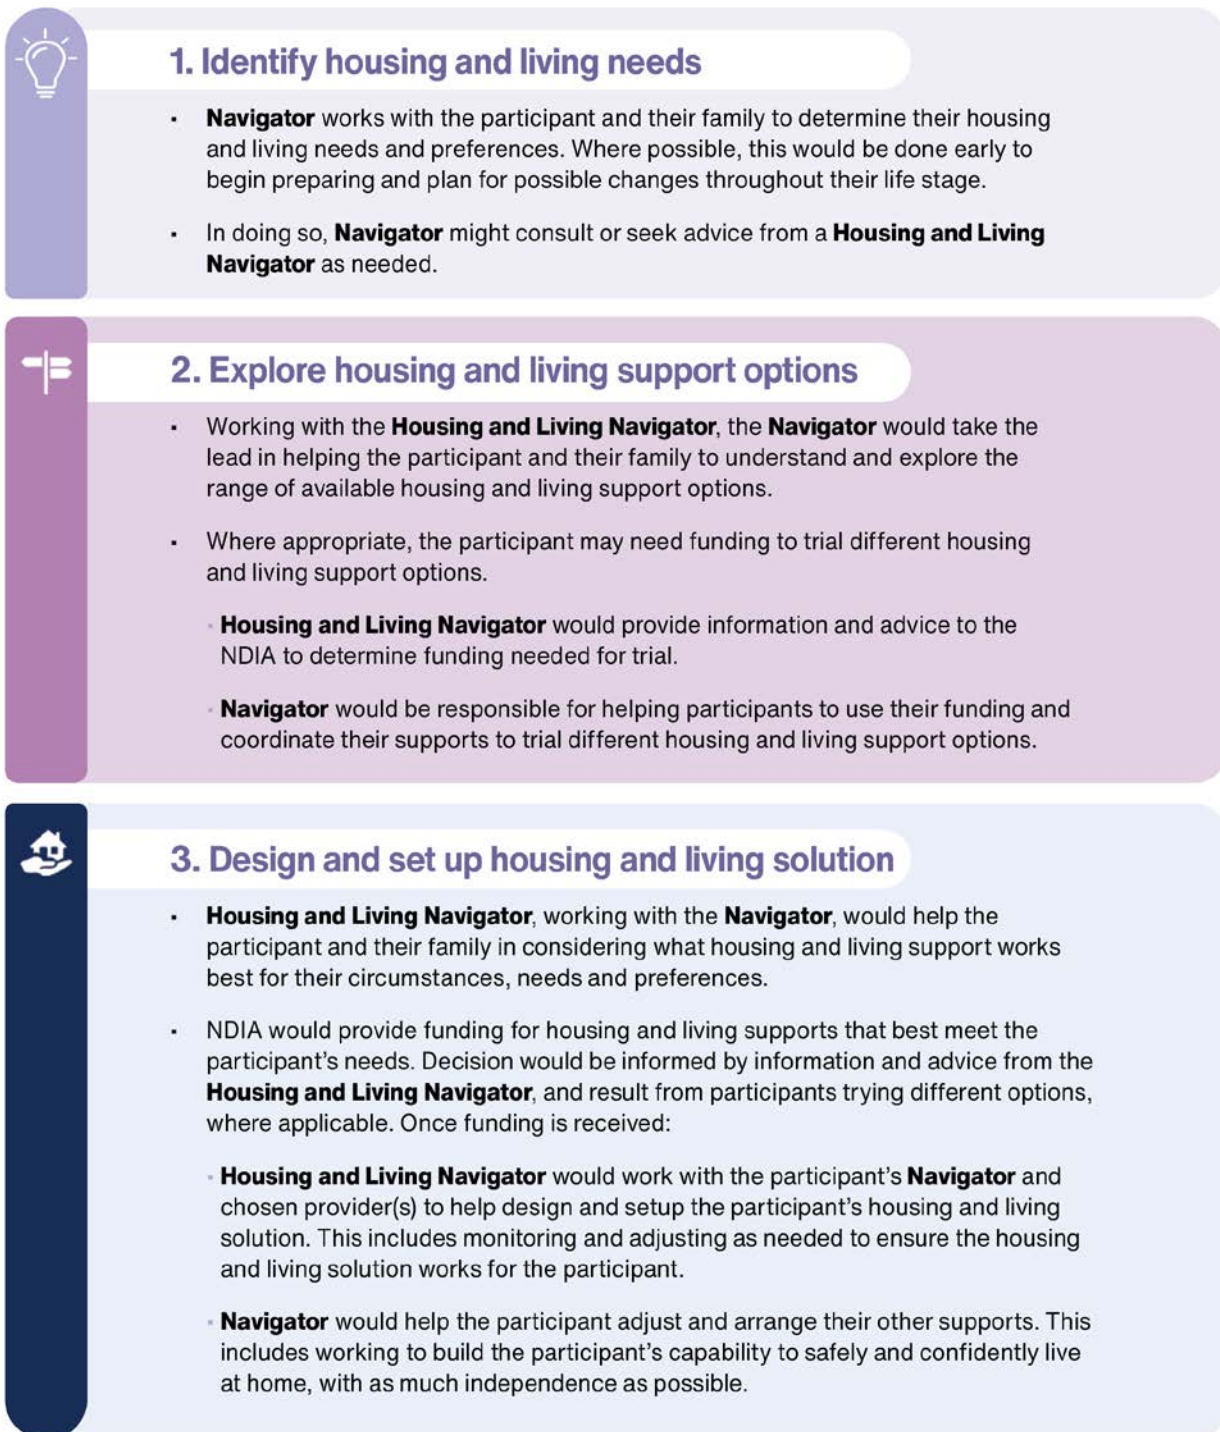 1. Identify housing and living needs
• Navigator works with the participant and their family to determine their housing
and living needs and preferences. Where possible, this would be done early to
begin preparing and plan for possible changes throughout their life stage.
• In doing so, Navigator might consult or seek advice from a Housing and Living
Navigator as needed.
2. Explore housing and living support options
• Working with the Housing and Living Navigator, the Navigator would take the
lead in helping the participant and their family to understand and explore the
range of available housing and living support options.
• Where appropriate, the participant may need funding to trial different housing
and living support options.
• Housing and Living Navigator would provide information and advice to the
NDIA to determine funding needed for trial.
• Navigator would be responsible for helping participants to use their funding and
coordinate their supports to trial different housing and living support options.
3. Design and set up housing and living solution
• Housing and Living Navigator, working with the Navigator, would help the
participant and their family in considering what housing and living support works
best for their circumstances, needs and preferences.
• NDIA would provide funding for housing and living supports that best meet the
participant's needs. Decision would be informed by information and advice from the
Housing and Living Navigator, and result from participants trying different options,
where applicable. Once funding is received:
• Housing and Living Navigator would work with the participant's Navigator and
chosen provider(s) to help design and setup the participant's housing and living
solution. This includes monitoring and adjusting as needed to ensure the housing
and living solution works for the participant.
• Navigator would help the participant adjust and arrange their other supports. This
includes working to build the participant's capability to safely and confidently live
at home, with as much independence as possible.